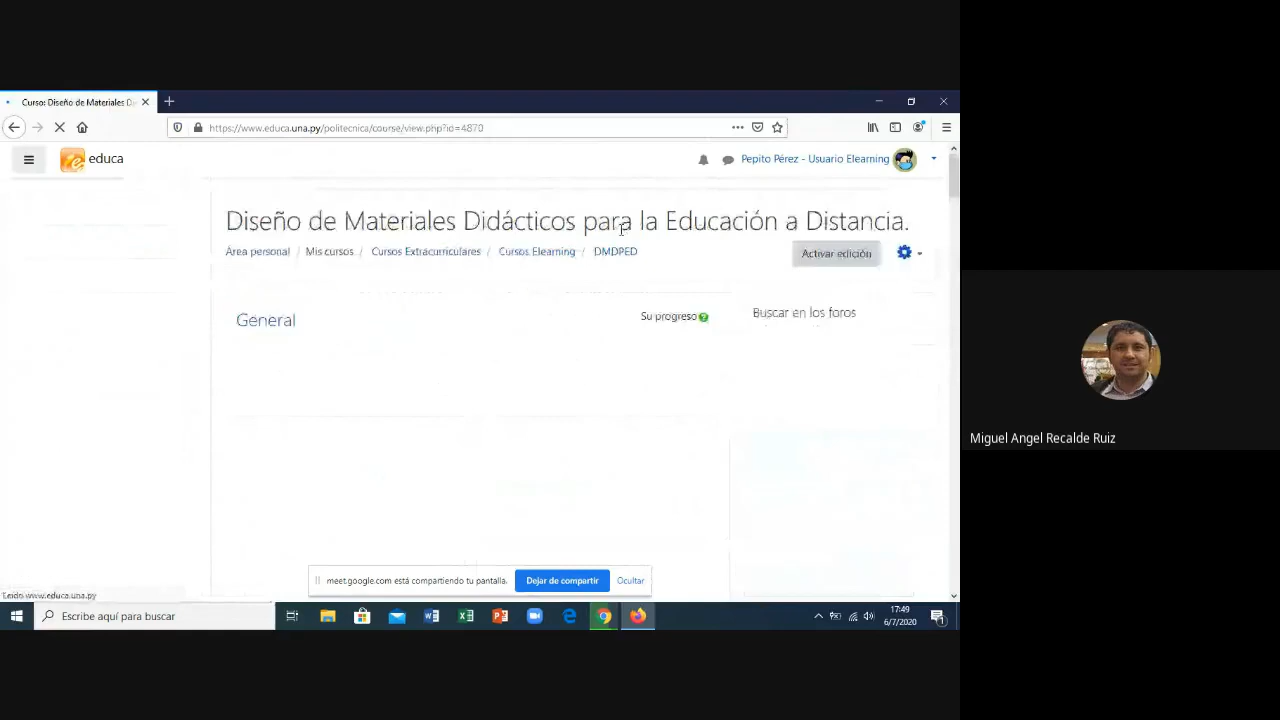 Curso: Diseño de Materiales Di
https://www.educa.una.py/politecnica/course/view.php?id=4870
educa
Pepito Pérez - Usuario Elearning
Diseño de Materiales Didácticos para la Educación a Distancia.
Área personal / Mis cursos / Cursos Extracurriculares / Cursos Elearning / DMDPED
Activar edición
General
Su progreso
Buscar en los foros
Miguel Angel Recalde Ruiz
meet.google.com está compartiendo tu pantalla.
Dejar de compartir
Ocultar
Leído www.educa.una.py
Escribe aquí para buscar
17:49
6/7/2020